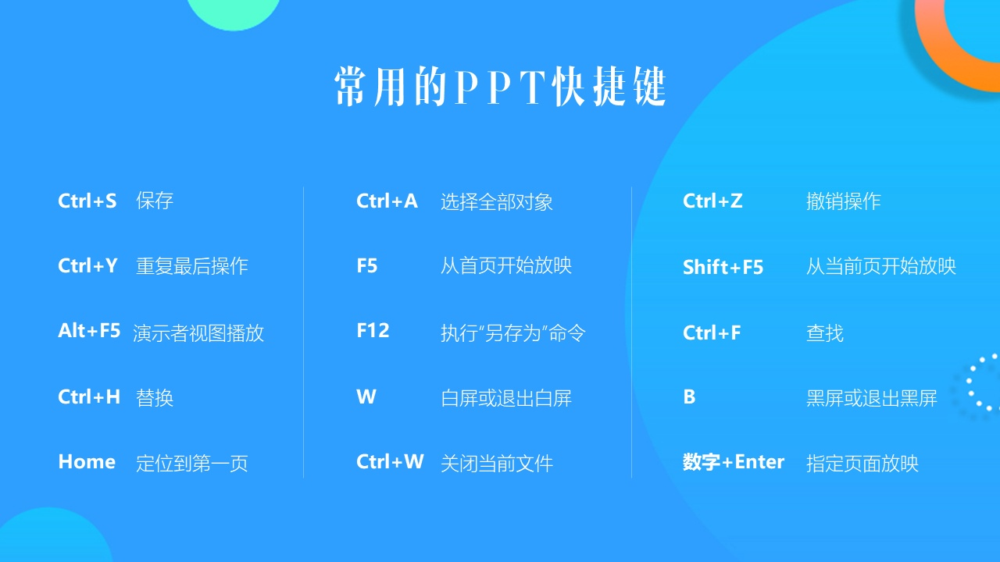 常用的PPT快捷键
Ctrl+S 保存
Ctrl+Y 重复最后操作
Alt+F5 演示者视图播放
Ctrl+H 替换
Home 定位到第一页
Ctrl+A 选择全部对象
F5 从首页开始放映
F12 执行“另存为”命令
W 白屏或退出白屏
Ctrl+W 关闭当前文件
Ctrl+Z 撤销操作
Shift+F5 从当前页开始放映
Ctrl+F 查找
B 黑屏或退出黑屏
数字+Enter 指定页面放映